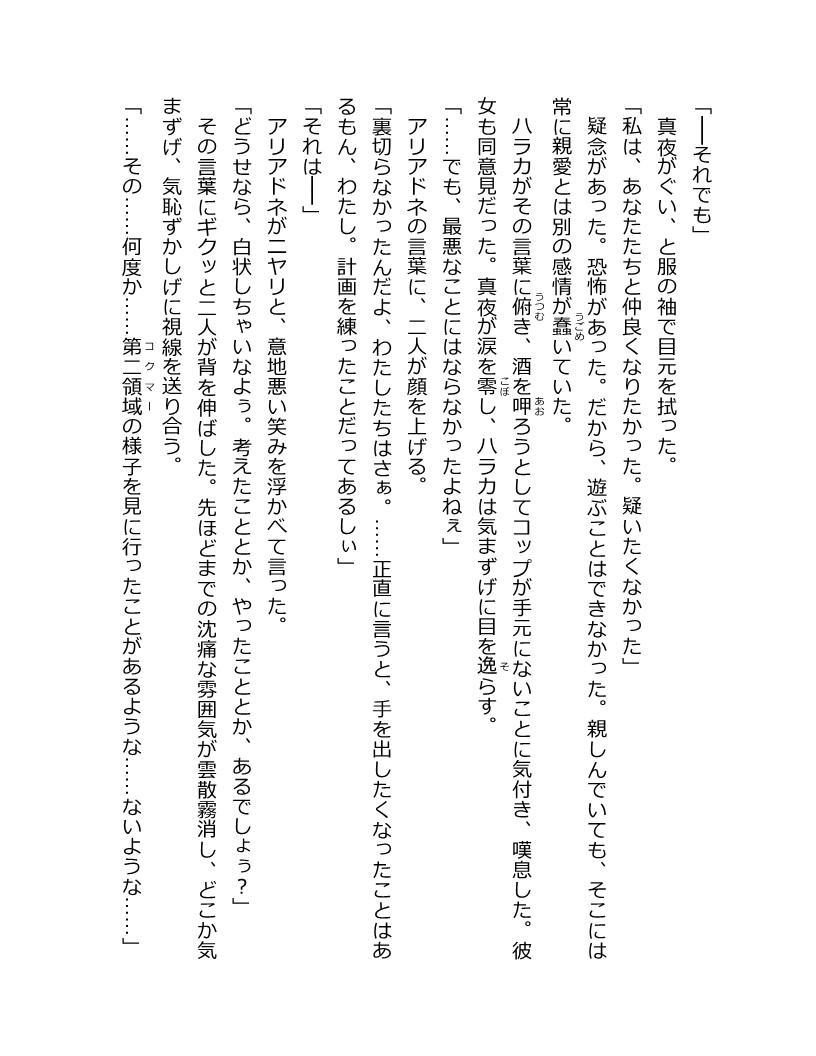 「――それでも」
　真夜がぐい、と服の袖で目元を拭った。
「私は、あなたたちと仲良くなりたかった。疑いたくなかった」
　疑念があった。恐怖があった。だから、遊ぶことはできなかった。親しんでいても、そこには
常に親愛とは別の感情が蠢いていた。
　ハラカがその言葉に俯き、酒を呷ろうとしてコップが手元にないことに気付き、嘆息した。彼
女も同意見だった。真夜が涙を零し、ハラカは気まずげに目を逸らす。
「……でも、最悪なことにはならなかったよねぇ」
　アリアドネの言葉に、二人が顔を上げる。
「裏切らなかったんだよ、わたしたちはさぁ。……正直に言うと、手を出したくなったことはあ
るもん、わたし。計画を練ったことだってあるしぃ」
「それは――」
　アリアドネがニヤリと、意地悪い笑みを浮かべて言った。
「どうせなら、白状しちゃいなよぅ。考えたこととか、やったこととか、あるでしょぅ？」
　その言葉にギクッと二人が背を伸ばした。先ほどまでの沈痛な雰囲気が雲散霧消し、どこか気
まずげ、気恥ずかしげに視線を送り合う。
「……その……何度か……第二領域の様子を見に行ったことがあるような……ないような……」
うごめ
うつむ
あお
こぼ
そ
コクマー